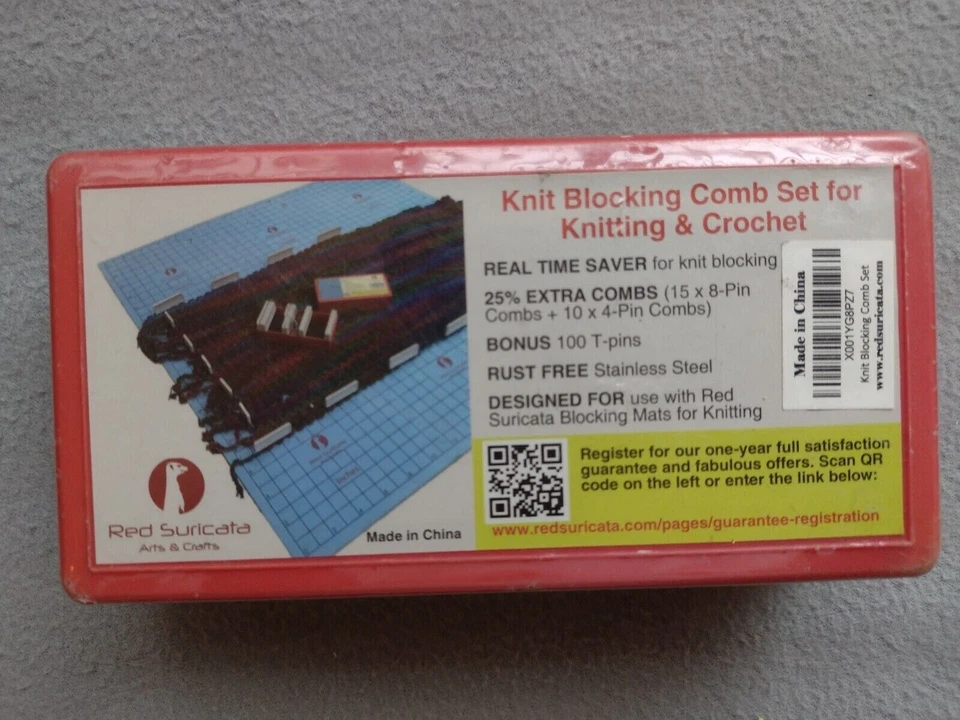 Knit Blocking Comb Set for
Knitting & Crochet
REAL TIME SAVER for knit blocking
25% EXTRA COMBS (15 x 8-Pin
Combs + 10 x 4-Pin Combs)
BONUS 100 T-pins
RUST FREE Stainless Steel
DESIGNED FOR use with Red
Suricata Blocking Mats for Knitting
Made in China
X001YG8PZ7
Knit Blocking Comb Set
www.redsuricata.com
Register for our one-year full satisfaction
guarantee and fabulous offers. Scan QR
code on the left or enter the link below:
www.redsuricata.com/pages/guarantee-registration
Red Suricata
Arts & Crafts
Made in China